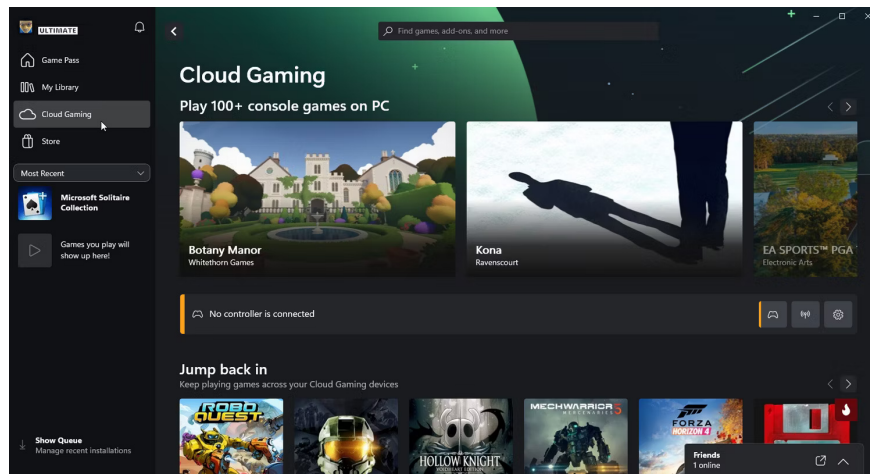 ULTIMATE
Game Pass
My Library
Cloud Gaming
Store
Most Recent
Microsoft Solitaire
Collection
Games you play will
show up here!
Show Queue
Manage recent installations
Find games, add-ons, and more
Cloud Gaming
Play 100+ console games on PC
Botany Manor
Whitethorn Games
Kona
Ravenscourt
EA SPORTS™ PGA
Electronic Arts
No controller is connected
Jump back in
Keep playing games across your Cloud Gaming devices
ROBO
QUEST
HOLLOW KNIGHT
VOIDHEART EDITION
MECHWARRIOR 5
MERCENARIES
FORZA
HORIZON 4
Friends
1 online